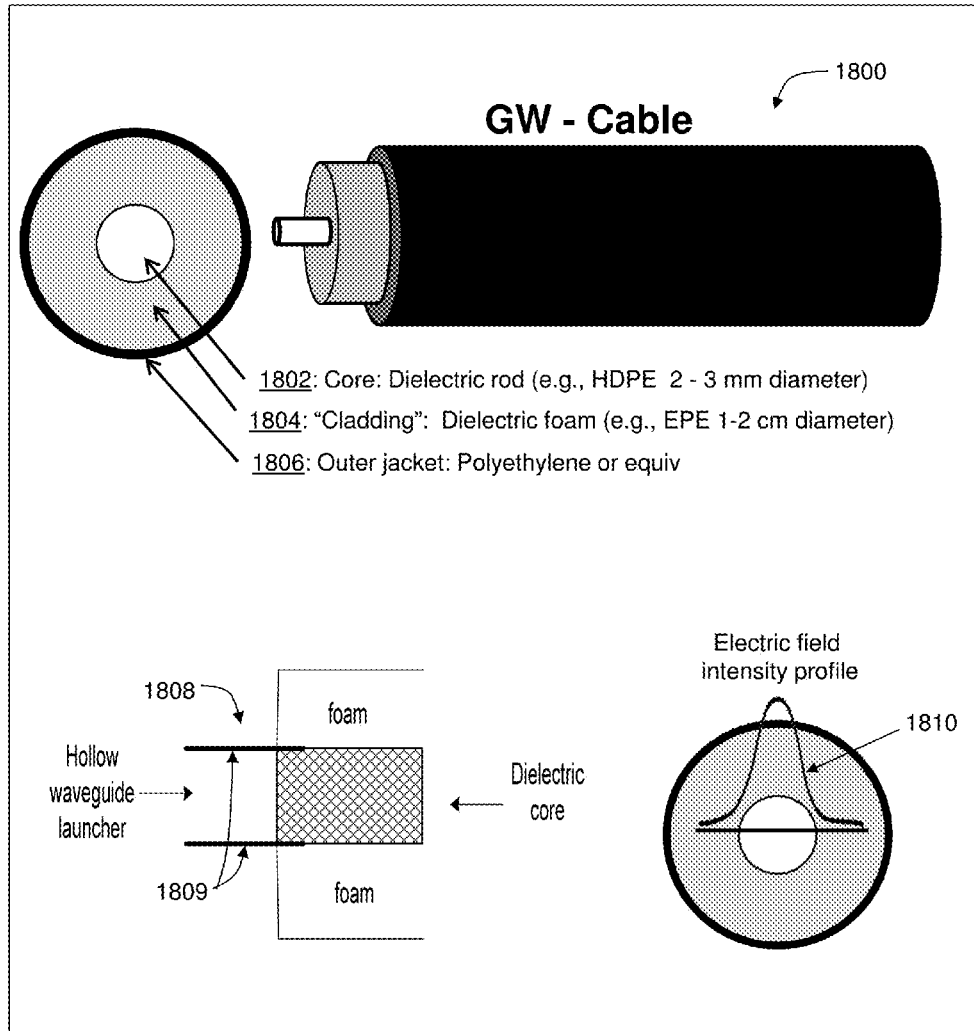 1800
GW - Cable
1802: Core: Dielectric rod (e.g., HDPE 2 - 3 mm diameter)
1804: “Cladding”: Dielectric foam (e.g., EPE 1-2 cm diameter)
1806: Outer jacket: Polyethylene or equiv
1808
foam
Hollow
waveguide
launcher
Dielectric
core
1809
foam
Electric field
intensity profile
1810